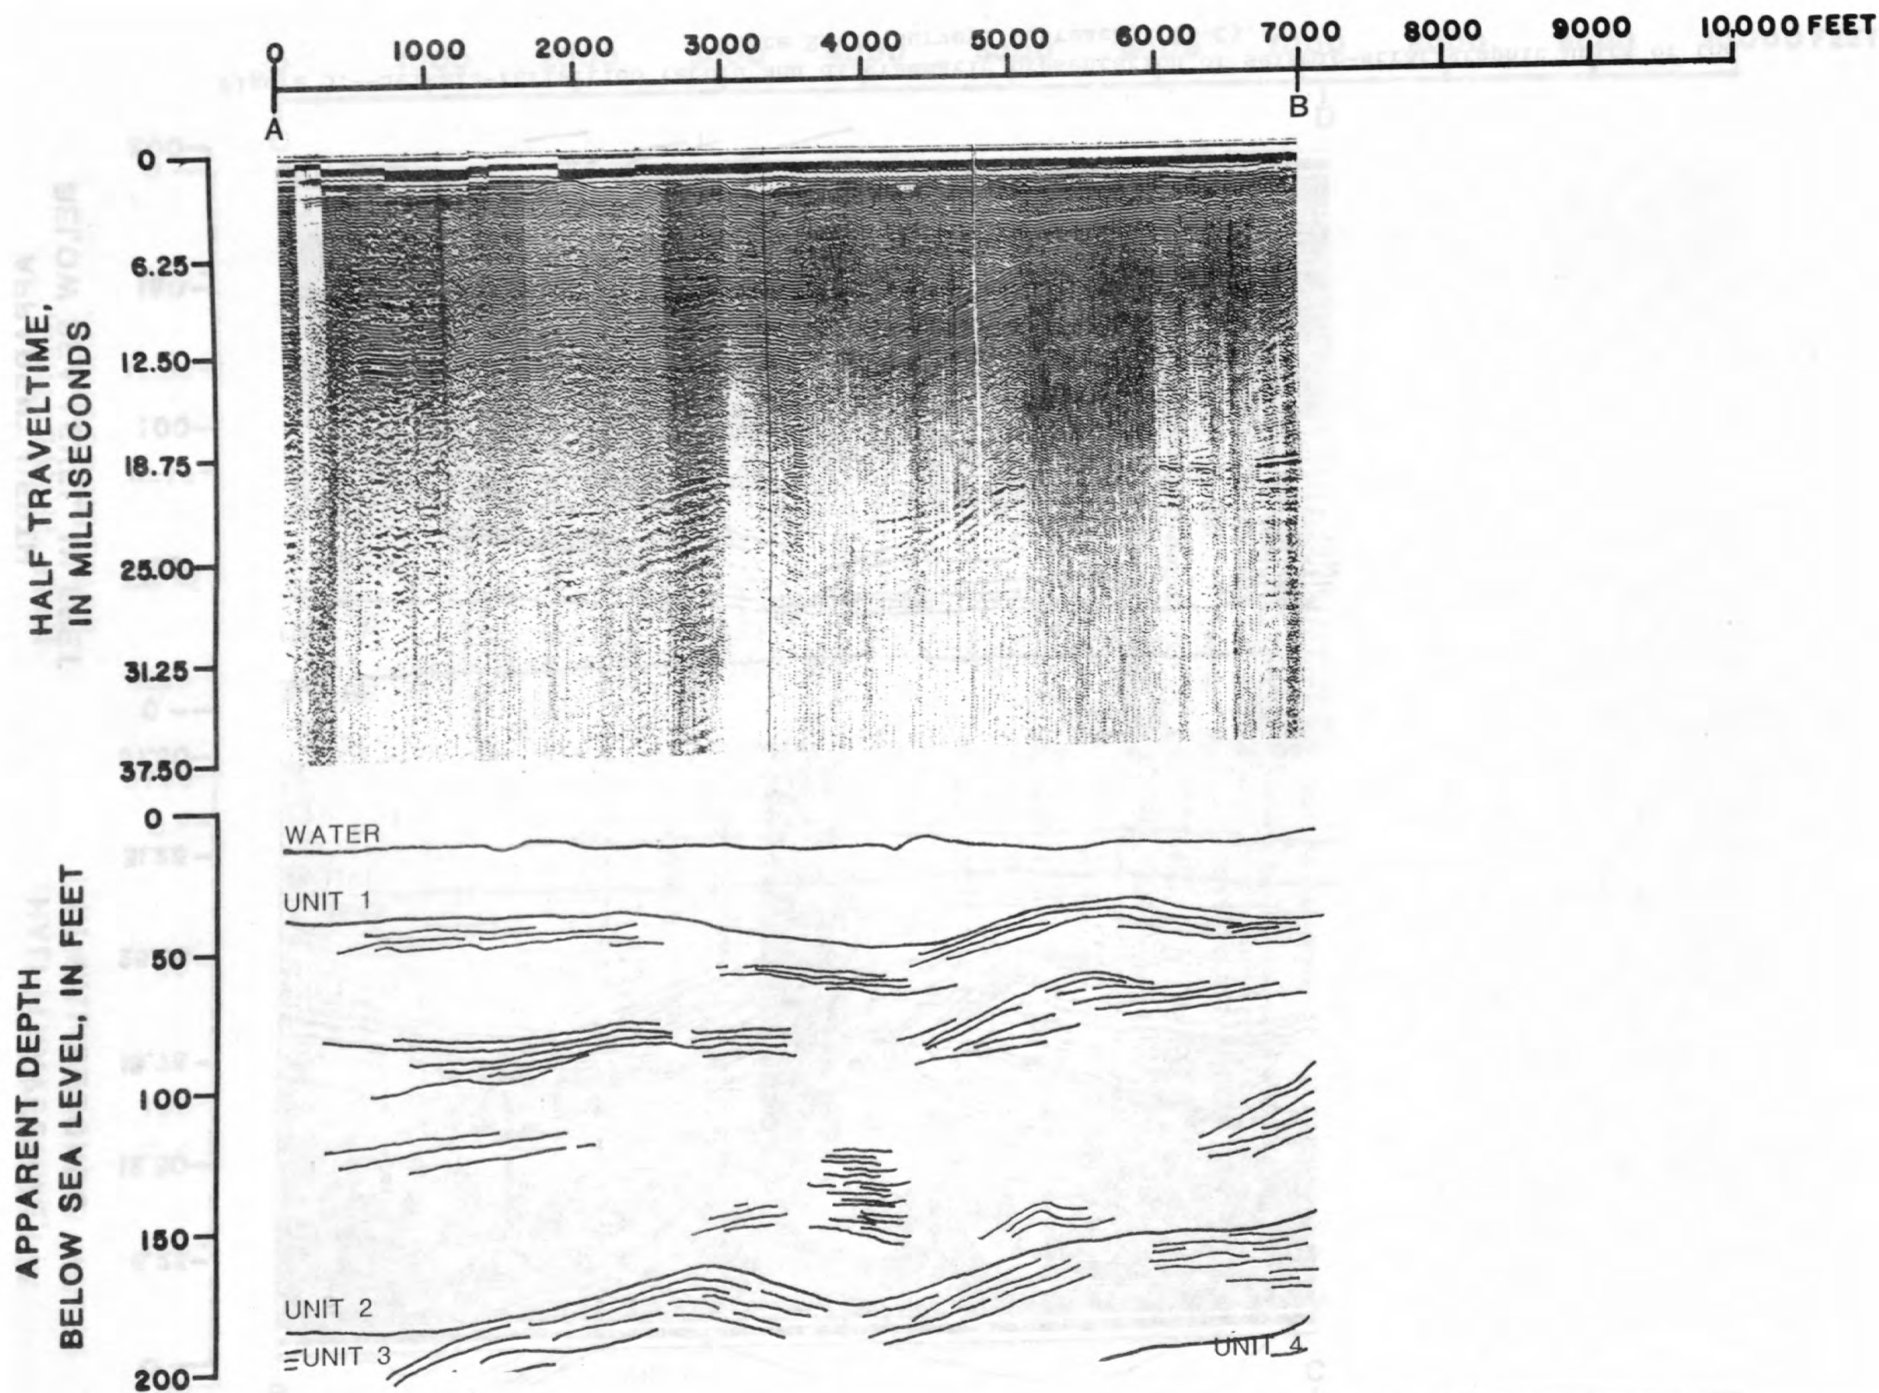 0 1000 2000 3000 4000 5000 6000 7000 8000 9000 10,000 FEET
A B
HALF TRAVELTIME,
IN MILLISECONDS
0
6.25
12.50
18.75
25.00
31.25
37.50
APPARENT DEPTH
BELOW SEA LEVEL, IN FEET
0
50
100
150
200
WATER
UNIT 1
UNIT 2
UNIT 3
UNIT 4